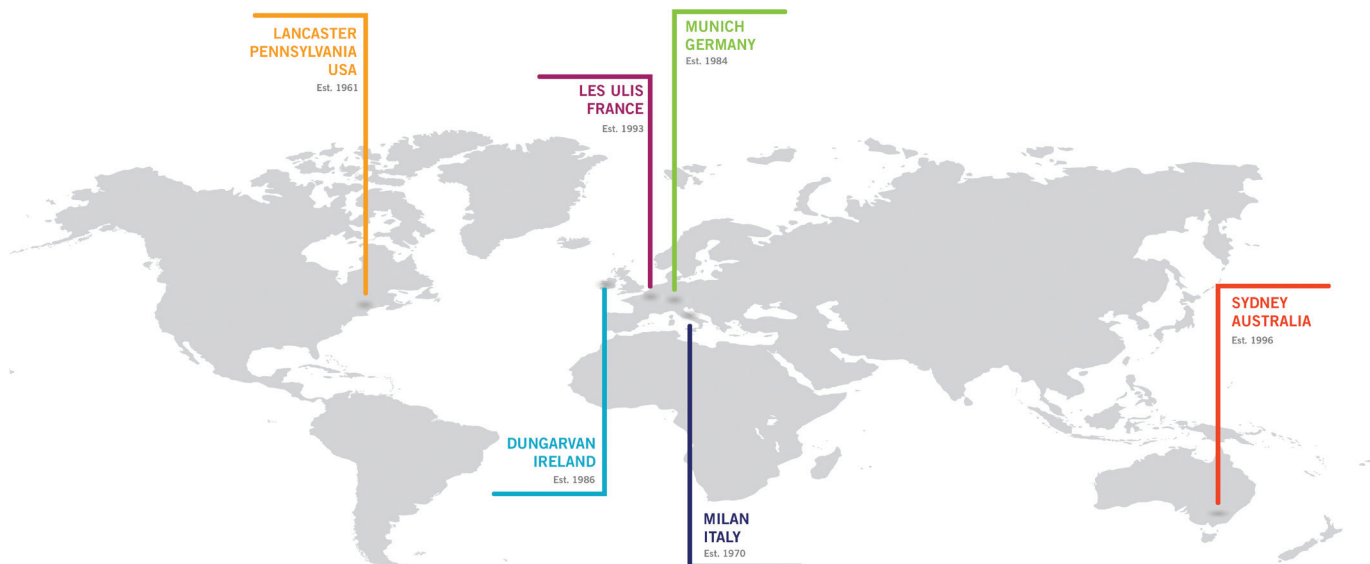 LANCASTER
PENNSYLVANIA
USA
Est. 1961
MUNICH
GERMANY
Est. 1984
LES ULIS
FRANCE
Est. 1993
SYDNEY
AUSTRALIA
Est. 1996
DUNGARVAN
IRELAND
Est. 1986
MILAN
ITALY
Est. 1970